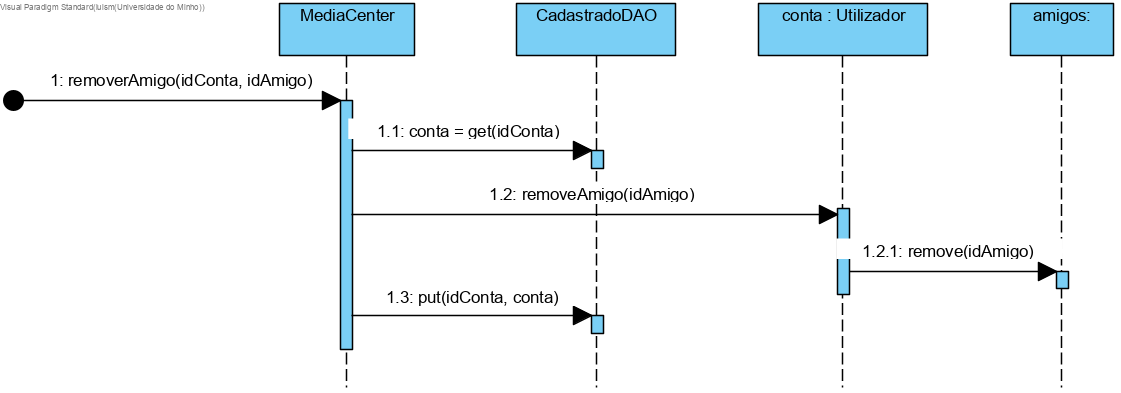 Visual Paradigm Standard(luism(Universidade do Minho))
MediaCenter
CadastradoDAO
conta : Utilizador
amigos:
1: removerAmigo(idConta, idAmigo)
1.1: conta = get(idConta)
1.2: removeAmigo(idAmigo)
1.2.1: remove(idAmigo)
1.3: put(idConta, conta)